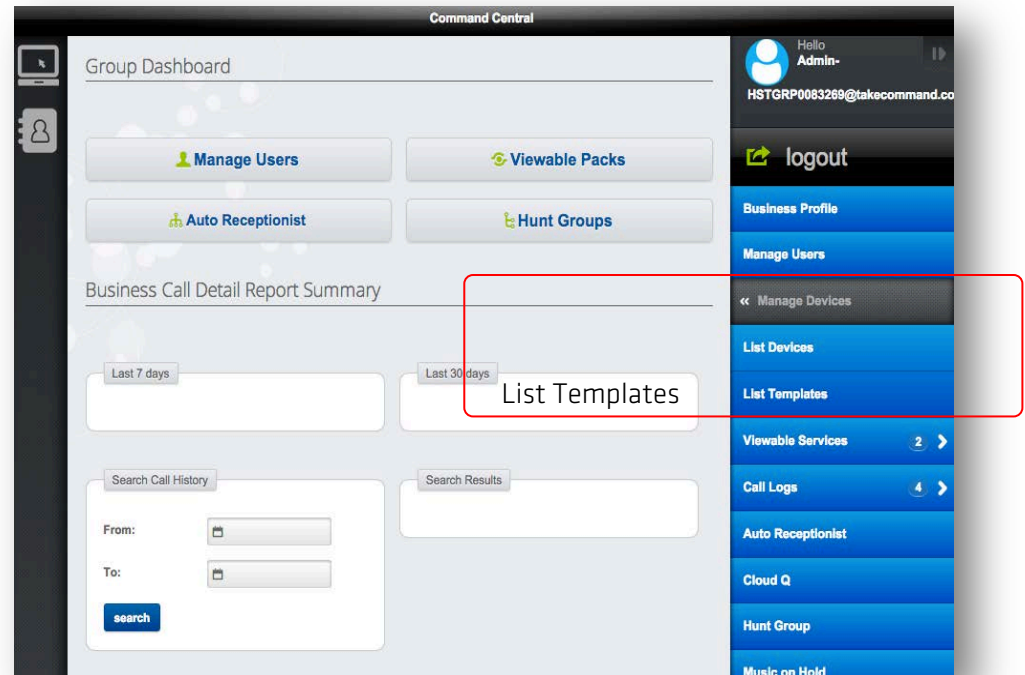 Command Central
Group Dashboard
Manage Users
Viewable Packs
Auto Receptionist
Hunt Groups
Business Call Detail Report Summary
Last 7 days
Last 30 days
List Templates
Search Call History
From:
To:
search
Search Results
Hello
Admin-
HSTGRP0083269@takecommand.co
logout
Business Profile
Manage Users
« Manage Devices
List Devices
List Templates
Viewable Services 2
Call Logs 4
Auto Receptionist
Cloud Q
Hunt Group
Music on Hold